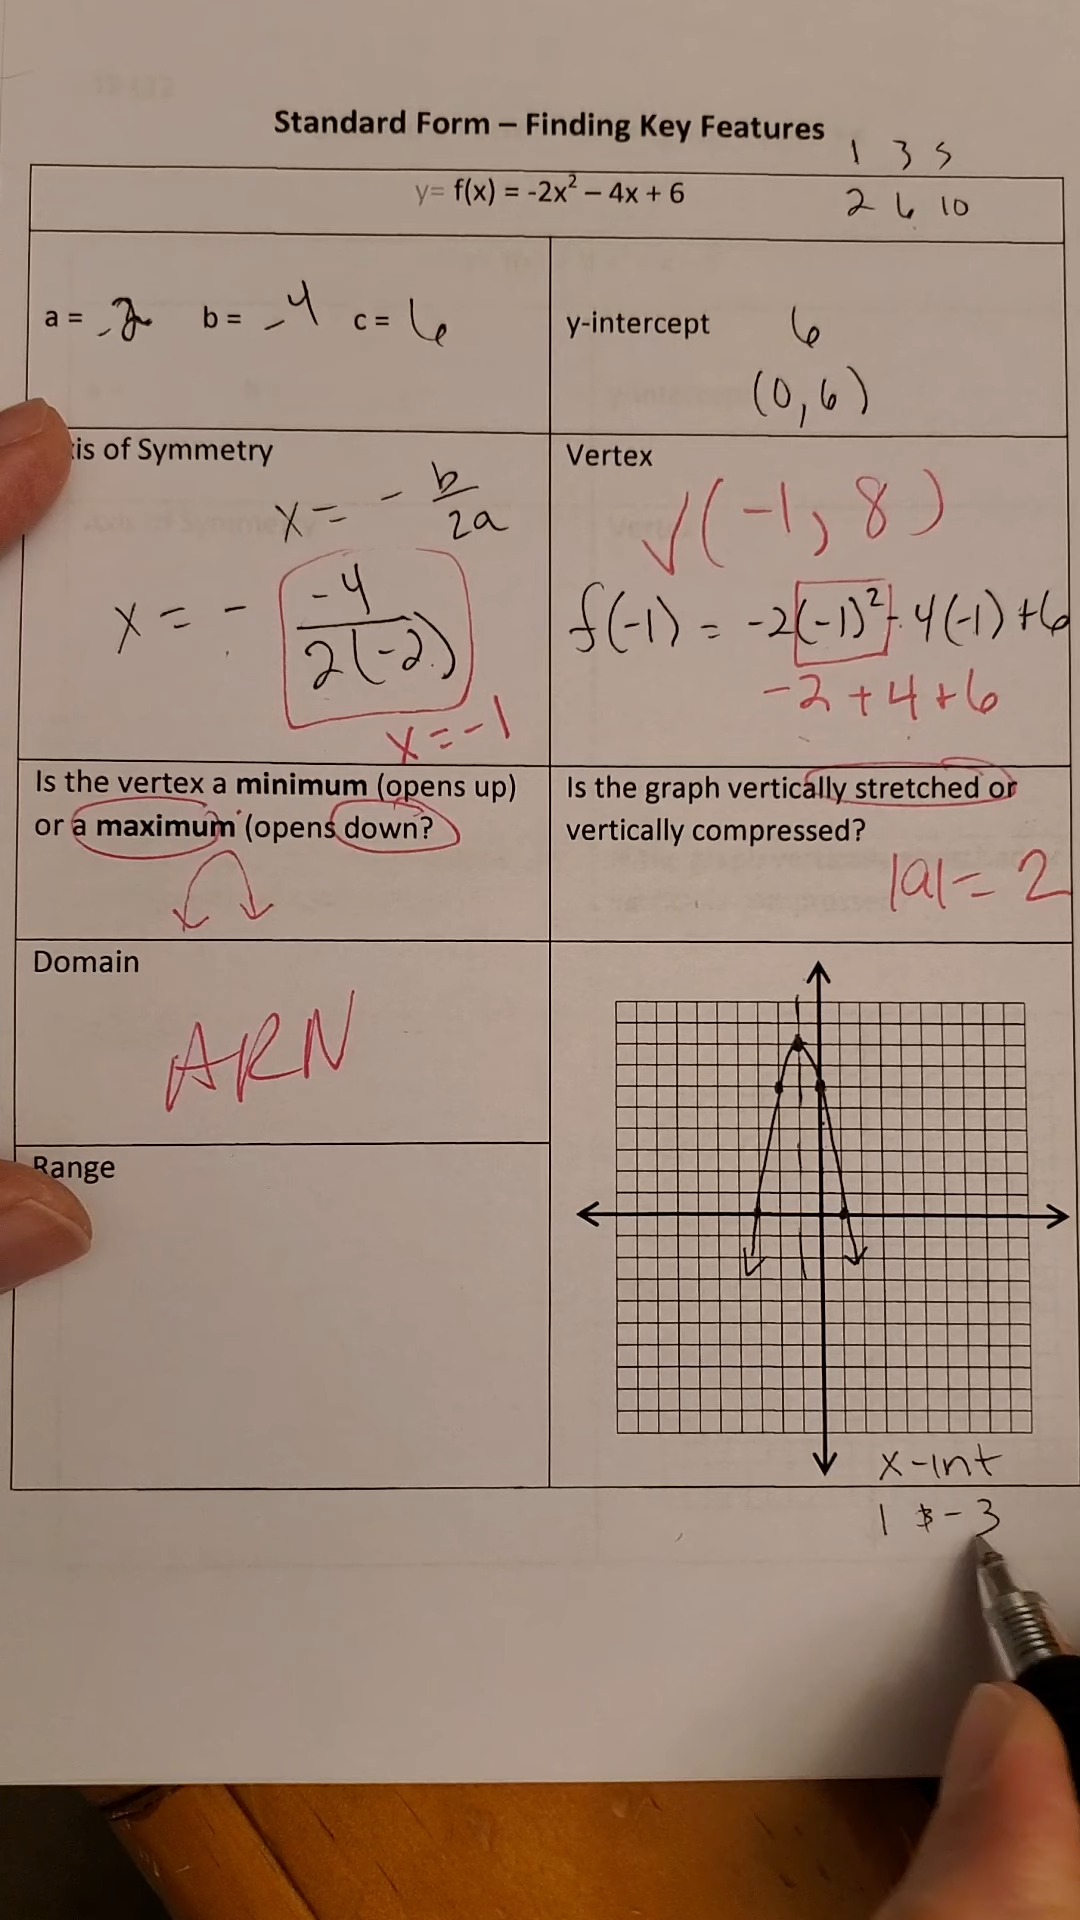 Standard Form – Finding Key Features
1 3 5
y= f(x) = -2x² – 4x + 6
2 6 10
a = -2 b = -4 c = 6
y-intercept 6
(0, 6)
is of Symmetry
x = - b/2a
x = - -4/2(-2)
x = -1
Vertex
√(-1, 8)
f(-1) = -2(-1)² - 4(-1) + 6
-2 + 4 + 6
Is the vertex a minimum (opens up)
or a maximum (opens down?
Is the graph vertically stretched or
vertically compressed?
|a| = 2
Domain
ARN
Range
x-int
1 & -3